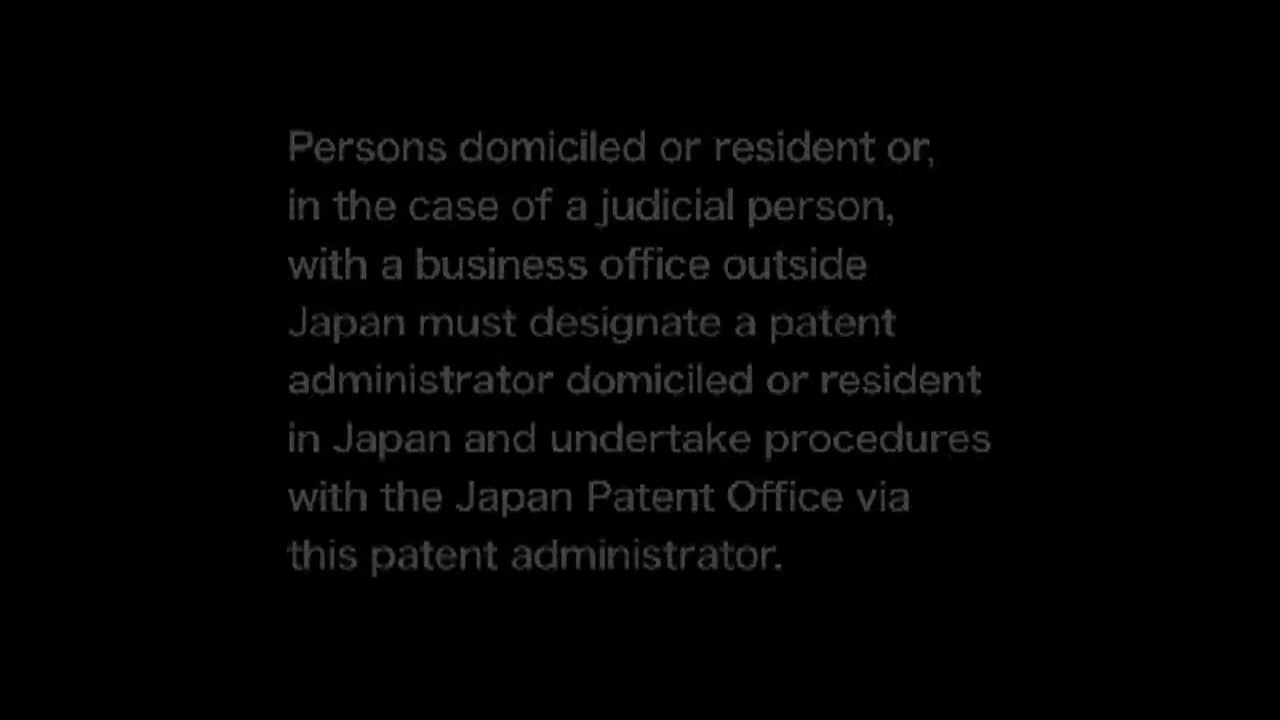 Persons domiciled or resident or,
in the case of a judicial person,
with a business office outside
Japan must designate a patent
administrator domiciled or resident
in Japan and undertake procedures
with the Japan Patent Office via
this patent administrator.